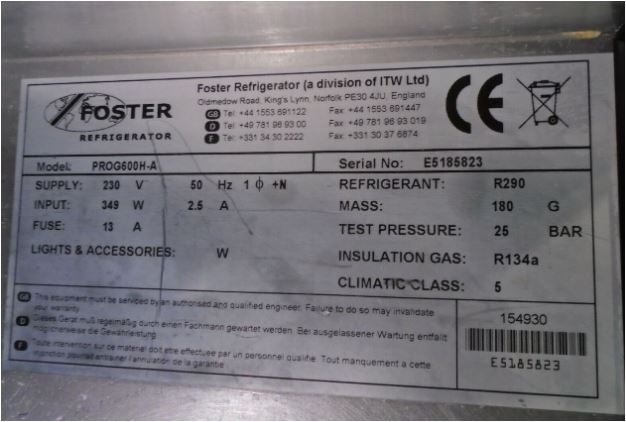 FOSTER
REFRIGERATOR
Foster Refrigerator (a division of ITW Ltd)
Oldmedow Road, King's Lynn, Norfolk PE30 4JU, England
GB Tel: +44 1553 691122 Fax: +44 1553 691447
D Tel: +49 781 96 93 00 Fax: +49 781 96 93 019
F Tel: +331 34 30 2222 Fax: +331 30 37 6874
CE
Model: PROG600H-A Serial No: E5185823
SUPPLY: 230 V 50 Hz 1 ϕ +N REFRIGERANT: R290
INPUT: 349 W 2.5 A MASS: 180 G
FUSE: 13 A TEST PRESSURE: 25 BAR
LIGHTS & ACCESSORIES: W INSULATION GAS: R134a
CLIMATIC CLASS: 5
GB This equipment must be serviced by an authorised and qualified engineer. Failure to do so may invalidate
your warranty.
D Dieses Gerät muß regelmäßig durch einen Fachmann gewartet werden. Bei ausgelassener Wartung entfällt
möglicherweise die Gewährleistung.
F Toute intervention sur ce materiel doit etre effectuee par un personnel qualifie. Tout manquement a cette
injonction pourrait entrainer l'annulation de la garantie.
154930
E5185823